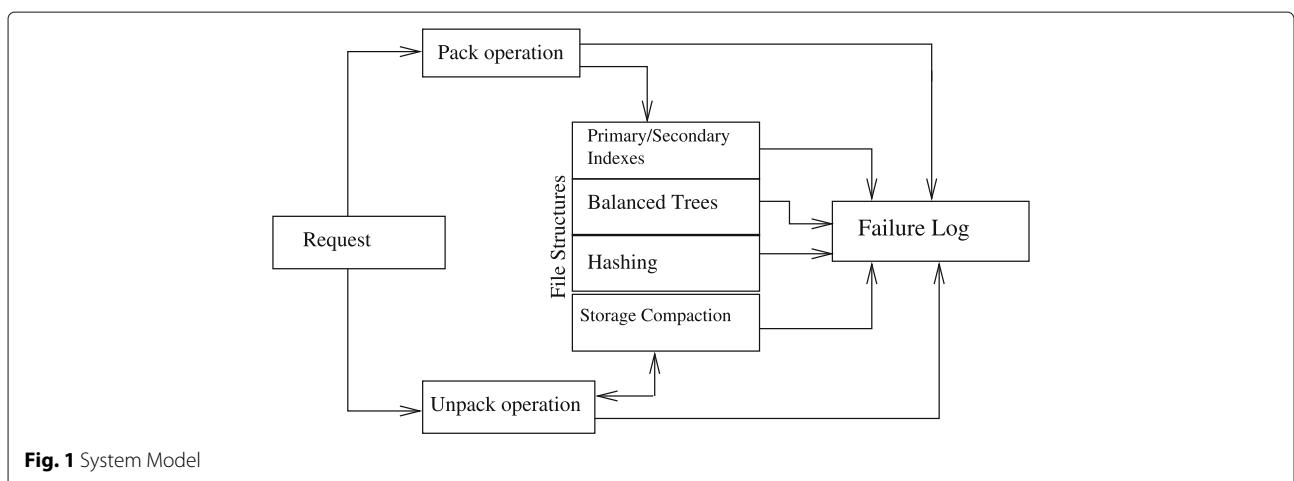 Pack operation
Primary/Secondary
Indexes
Balanced Trees
Request
File Structures
Failure Log
Hashing
Storage Compaction
Unpack operation
Fig. 1 System Model